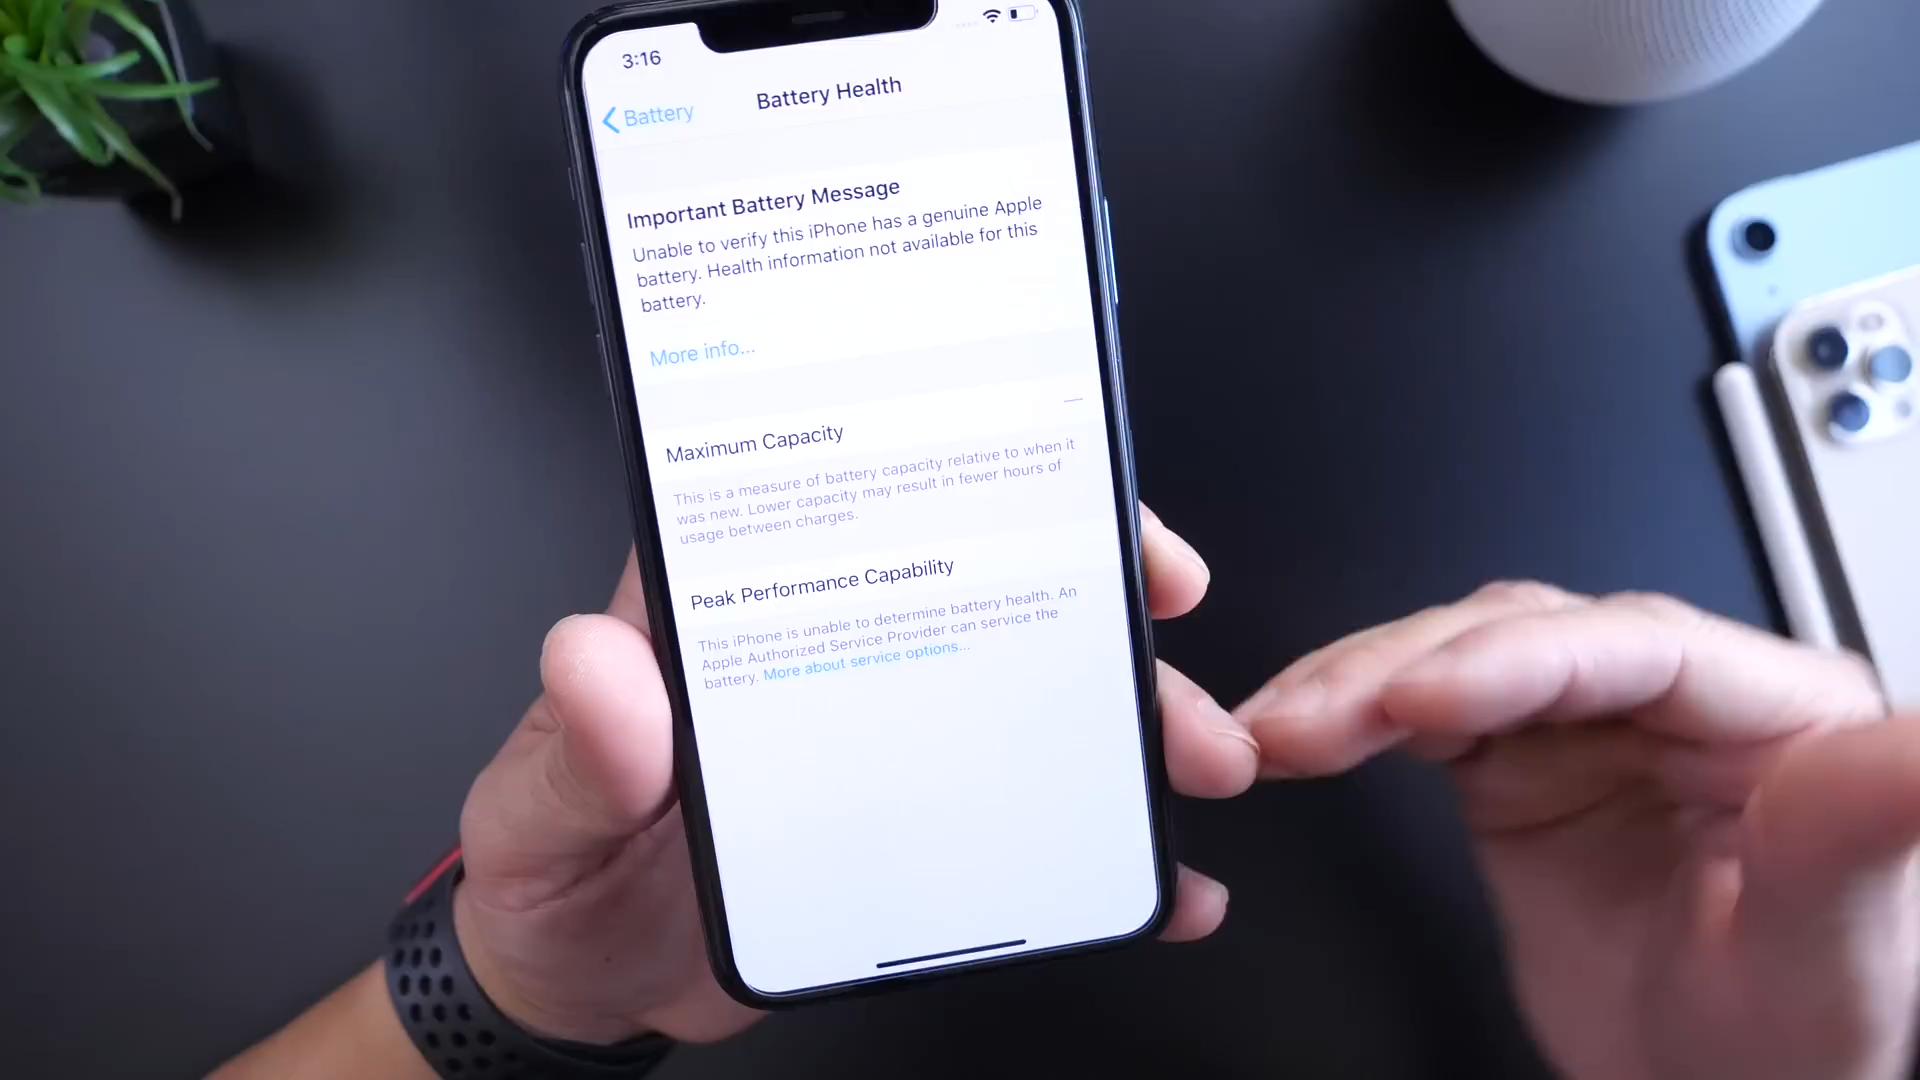 3:16
Battery
Battery Health
Important Battery Message
Unable to verify this iPhone has a genuine Apple
battery. Health information not available for this
battery.
More info...
Maximum Capacity
—
This is a measure of battery capacity relative to when it
was new. Lower capacity may result in fewer hours of
usage between charges.
Peak Performance Capability
This iPhone is unable to determine battery health. An
Apple Authorized Service Provider can service the
battery. More about service options...